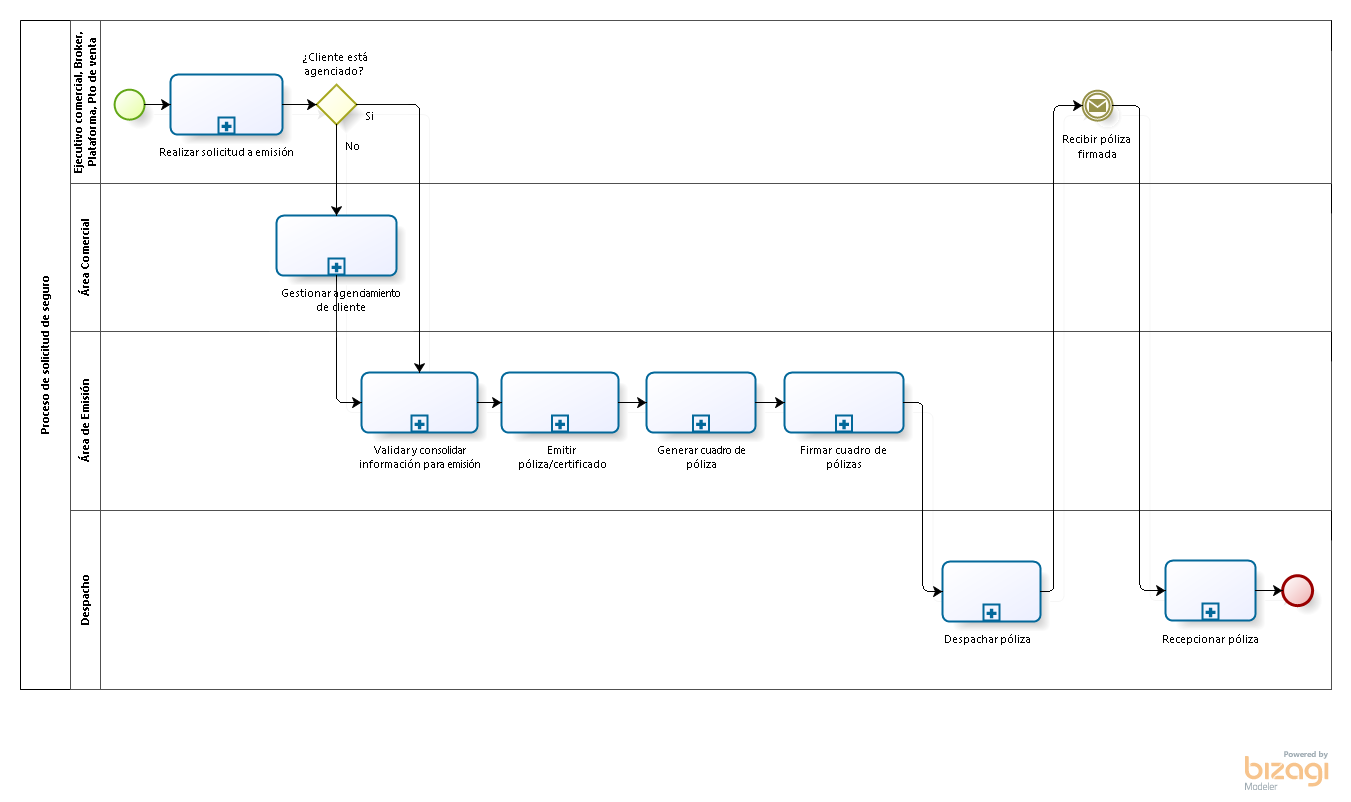 Proceso de solicitud de seguro
Ejecutivo comercial, Broker,
Plataforma, Pto de venta
¿Cliente está
agenciado?
Si
No
Realizar solicitud a emisión
Recibir póliza
firmada
Área Comercial
Gestionar agenciamiento
de cliente
Área de Emisión
Validar y consolidar
información para emisión
Emitir
póliza/certificado
Generar cuadro de
póliza
Firmar cuadro de
pólizas
Despacho
Despachar póliza
Recepcionar póliza
Powered by
bizagi
Modeler